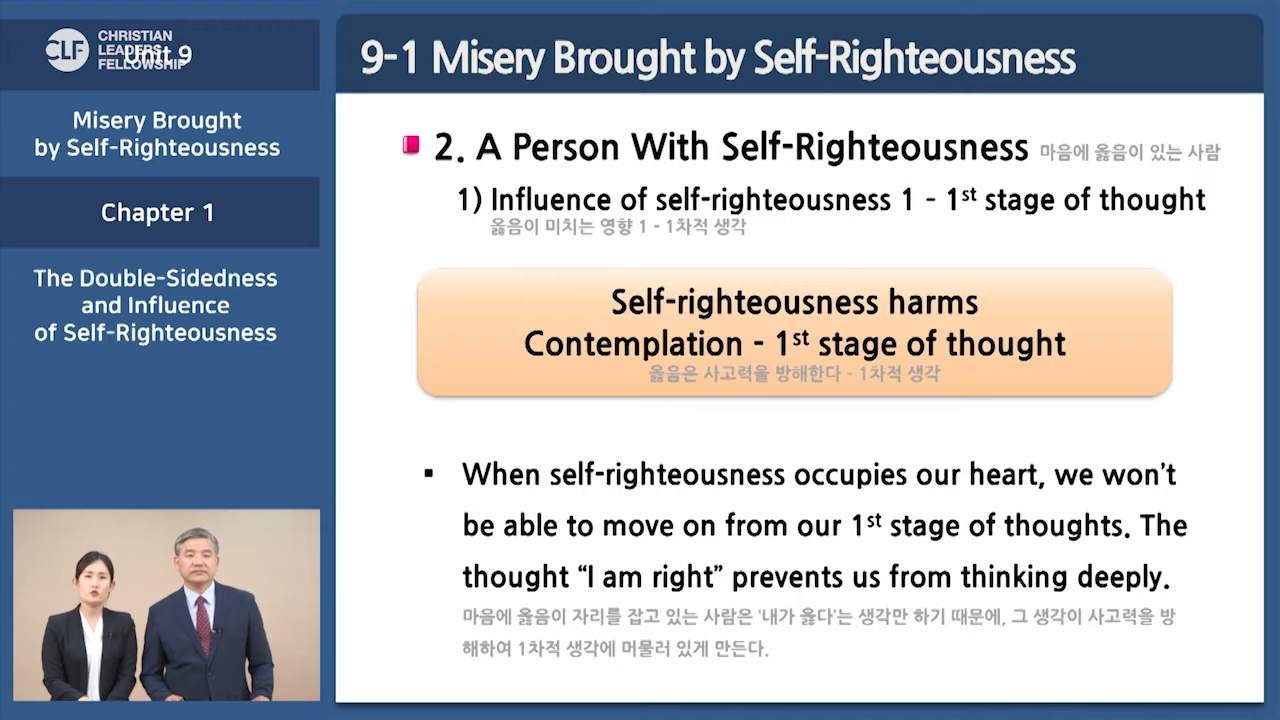 CLF CHRISTIAN
LEADERS
FELLOWSHIP
Unit 9
Misery Brought
by Self-Righteousness
Chapter 1
The Double-Sidedness
and Influence
of Self-Righteousness
9-1 Misery Brought by Self-Righteousness
2. A Person With Self-Righteousness 마음에 옳음이 있는 사람
1) Influence of self-righteousness 1 - 1st stage of thought
옳음이 미치는 영향 1 - 1차적 생각
Self-righteousness harms
Contemplation - 1st stage of thought
옳음은 사고력을 방해한다 - 1차적 생각
▪ When self-righteousness occupies our heart, we won't
be able to move on from our 1st stage of thoughts. The
thought “I am right” prevents us from thinking deeply.
마음에 옳음이 자리를 잡고 있는 사람은 ‘내가 옳다’는 생각만 하기 때문에, 그 생각이 사고력을 방
해하여 1차적 생각에 머물러 있게 만든다.